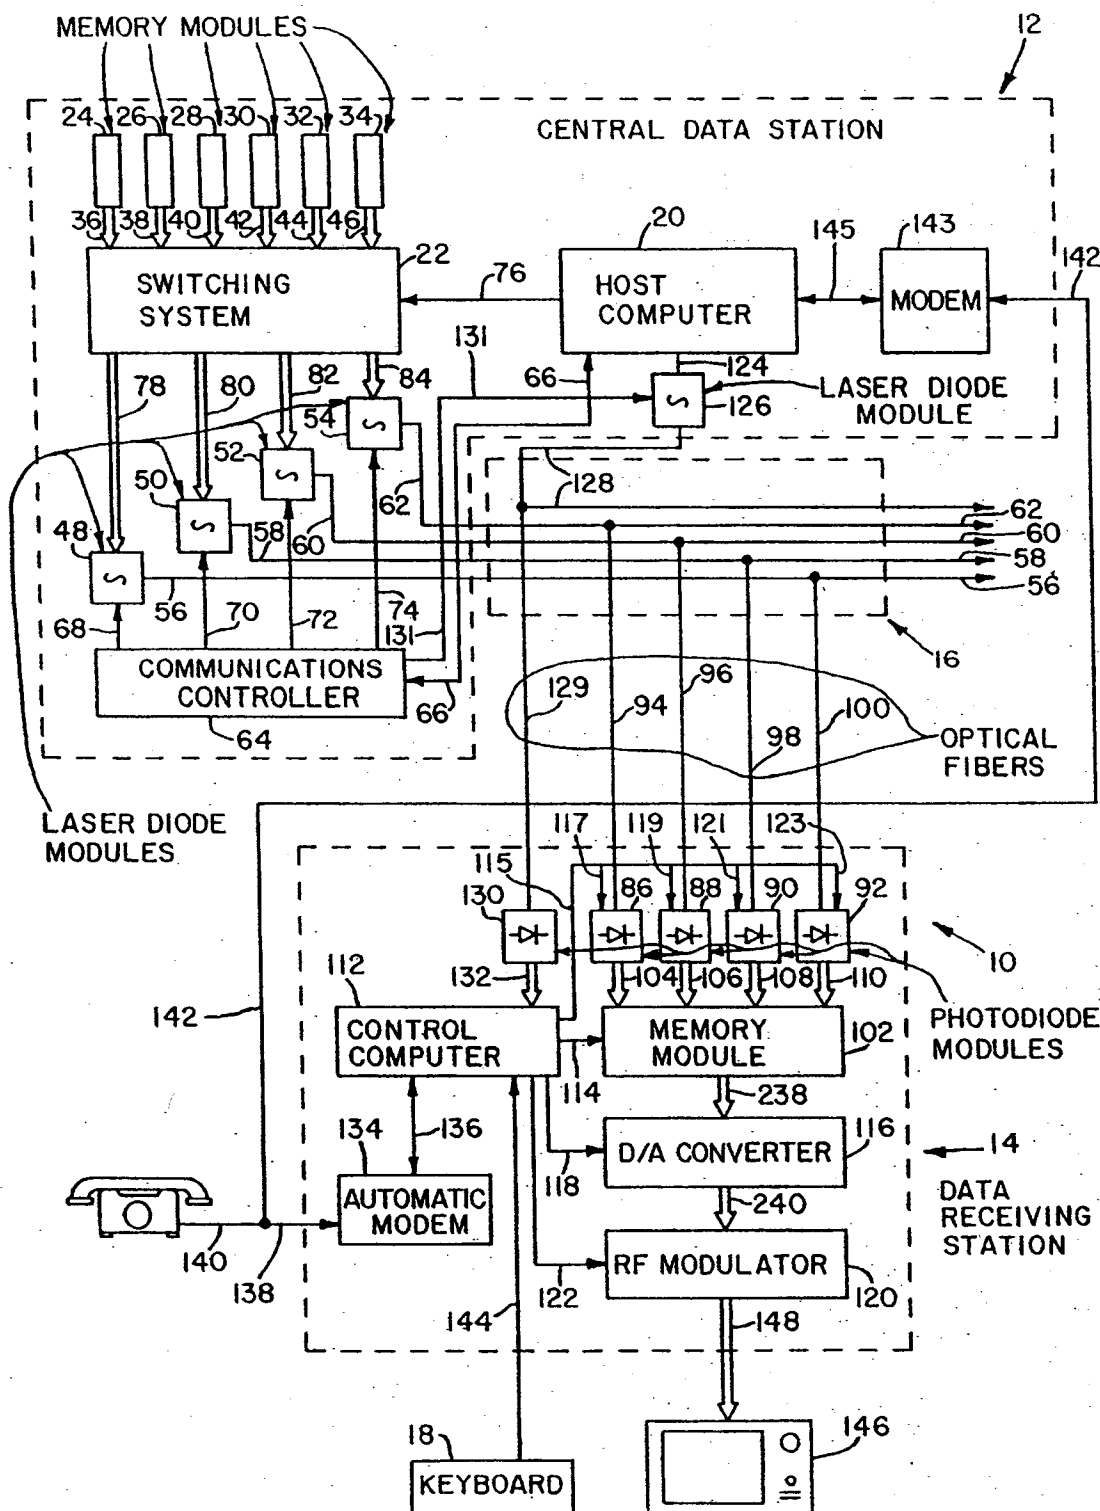 MEMORY MODULES
12
24 26 28 30 32 34
CENTRAL DATA STATION
36 38 40 42 44 46
20
143
145
142
22
SWITCHING
SYSTEM
76
HOST
COMPUTER
MODEM
131
124
78 80 82 84
66
LASER DIODE
MODULE
126
54
52
128
50
62
62
60
48
58
60
58
56
56
68 70 72 74
131
16
COMMUNICATIONS
CONTROLLER
66
64
129
94
96
98
100
OPTICAL
FIBERS
LASER DIODE
MODULES
117 119 121 123
115
130
86 88 90 92
10
132
104 106 108 110
112
142
CONTROL
COMPUTER
MEMORY
MODULE
102
PHOTODIODE
MODULES
114
238
134
136
D/A CONVERTER
116
14
118
AUTOMATIC
MODEM
240
DATA
RECEIVING
STATION
140
138
RF MODULATOR
122
120
144
148
18
146
KEYBOARD